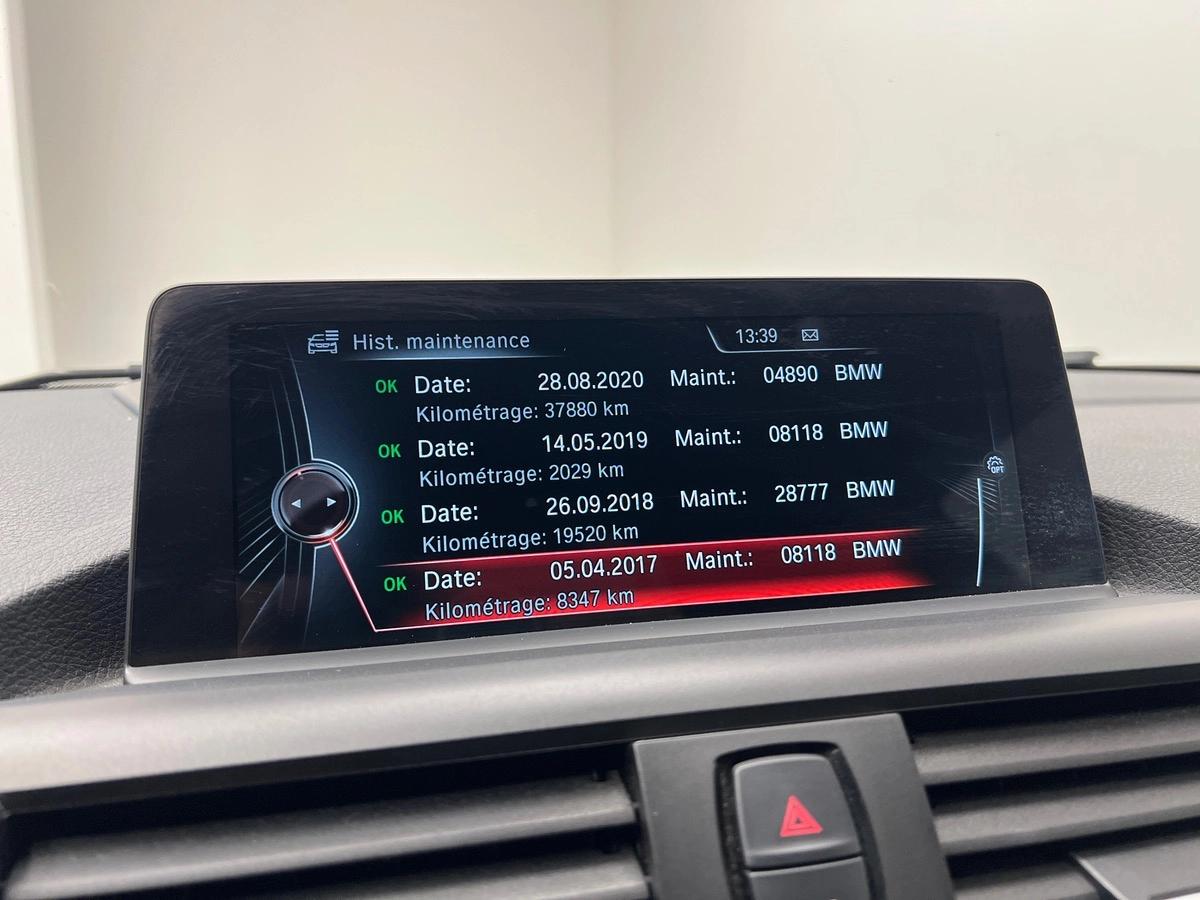 Hist. maintenance 13:39
OK Date: 28.08.2020 Maint.: 04890 BMW
Kilométrage: 37880 km
OK Date: 14.05.2019 Maint.: 08118 BMW
Kilométrage: 2029 km
OK Date: 26.09.2018 Maint.: 28777 BMW
Kilométrage: 19520 km
OK Date: 05.04.2017 Maint.: 08118 BMW
Kilométrage: 8347 km
OPT